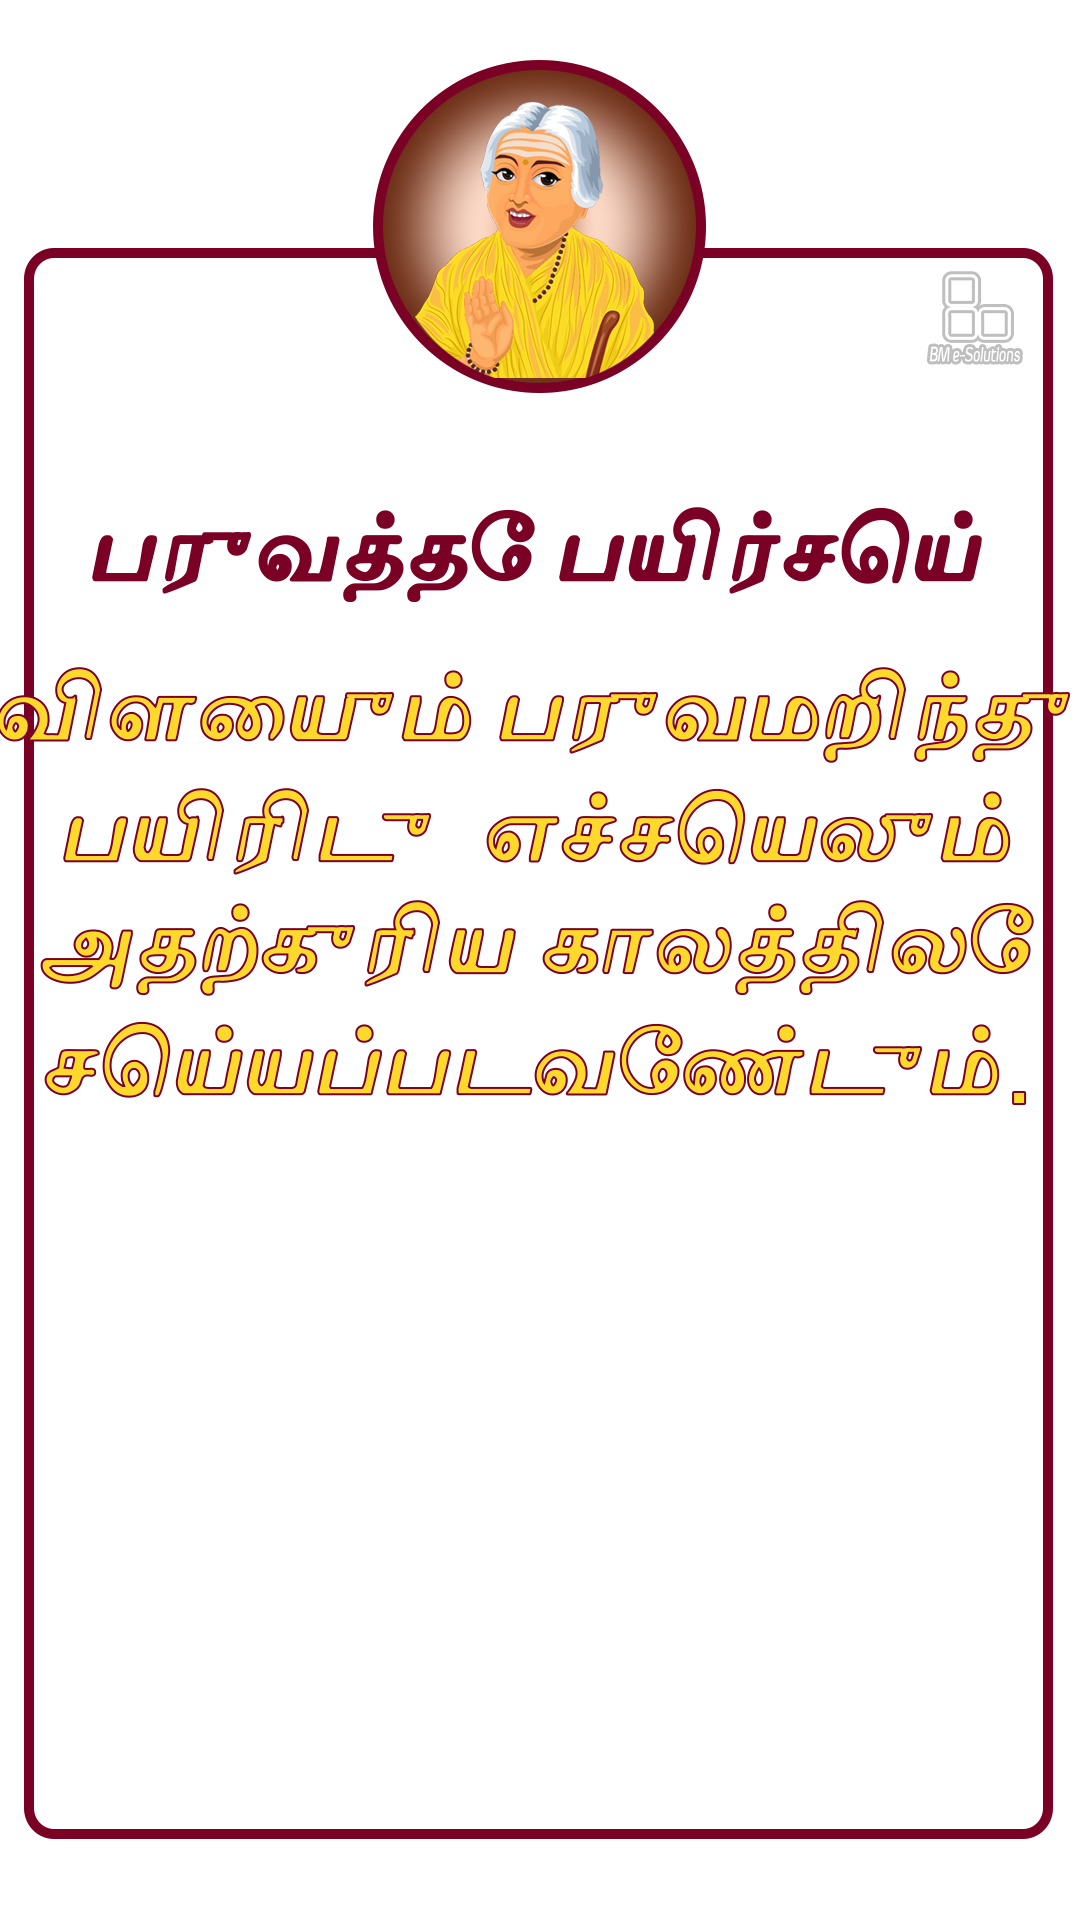 BM e-Solutions
பருவத்தே பயிர்செய்
விளையும் பருவமறிந்து
பயிரிடு எச்செயலும்
அதற்குரிய காலத்திலே
செய்யப்படவேண்டும்.